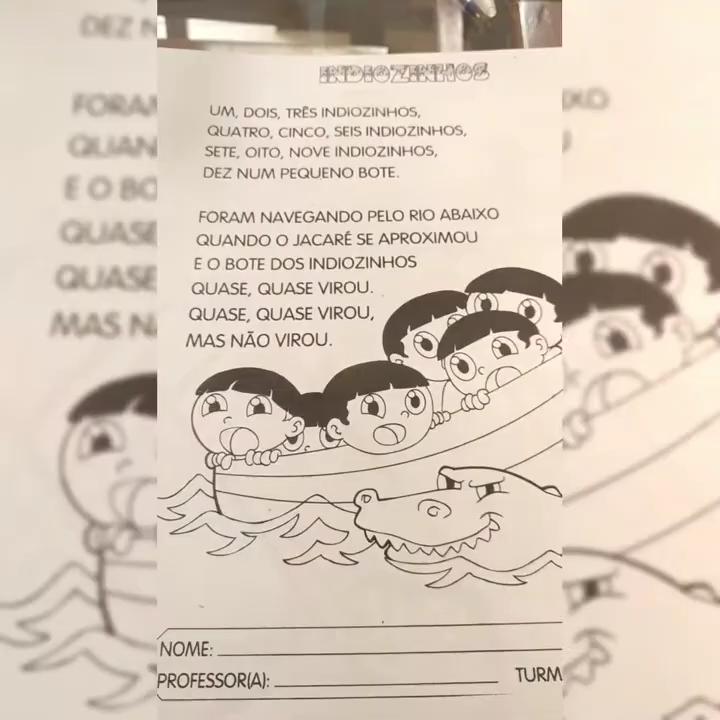 INDIOZINHOS
UM, DOIS, TRÊS INDIOZINHOS,
QUATRO, CINCO, SEIS INDIOZINHOS,
SETE, OITO, NOVE INDIOZINHOS,
DEZ NUM PEQUENO BOTE.
FORAM NAVEGANDO PELO RIO ABAIXO
QUANDO O JACARÉ SE APROXIMOU
E O BOTE DOS INDIOZINHOS
QUASE, QUASE VIROU.
QUASE, QUASE VIROU,
MAS NÃO VIROU.
NOME:
PROFESSOR(A): TURM